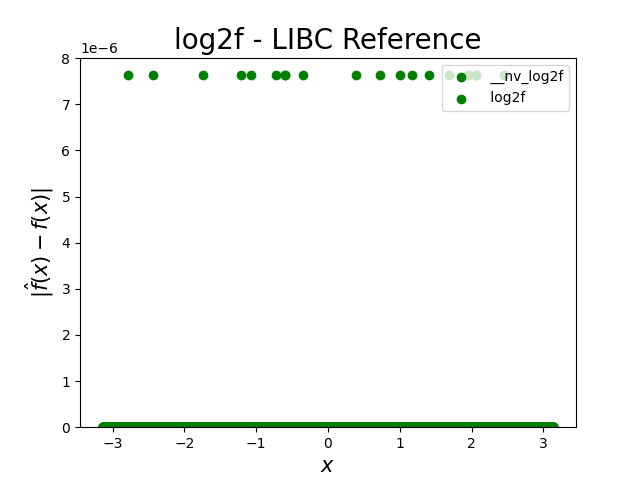 log2f - LIBC Reference
1e−6
8
7
6
5
4
3
2
1
0
|f̂(x) − f(x)|
__nv_log2f
log2f
−3 −2 −1 0 1 2 3
x